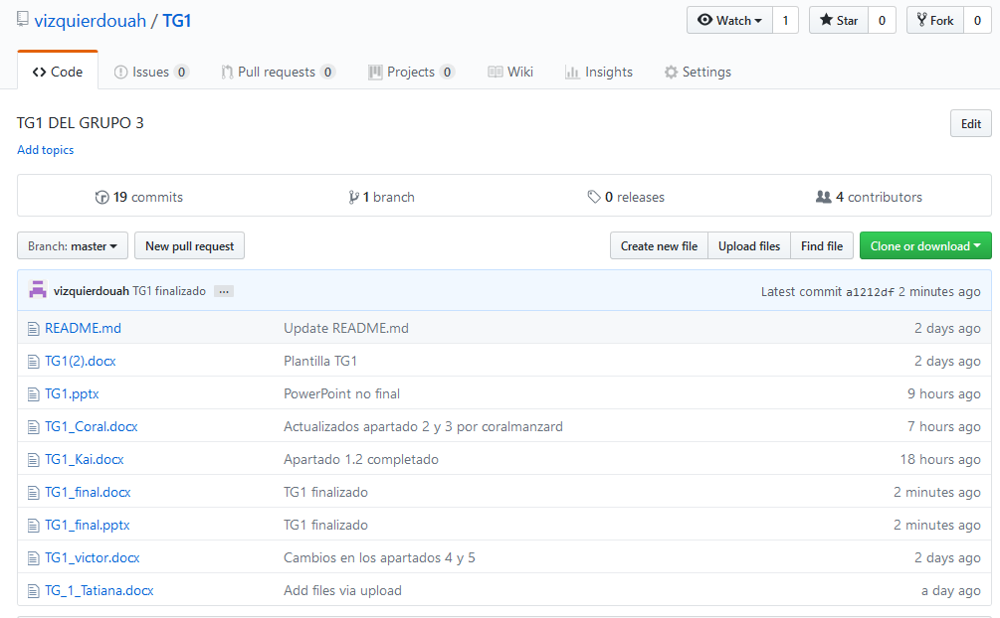 vizquierdouah / TG1
Watch 1 Star 0 Fork 0
Code Issues 0 Pull requests 0 Projects 0 Wiki Insights Settings
TG1 DEL GRUPO 3
Edit
Add topics
19 commits 1 branch 0 releases 4 contributors
Branch: master New pull request Create new file Upload files Find file Clone or download
vizquierdouah TG1 finalizado ... Latest commit a1212df 2 minutes ago
README.md Update README.md 2 days ago
TG1(2).docx Plantilla TG1 2 days ago
TG1.pptx PowerPoint no final 9 hours ago
TG1_Coral.docx Actualizados apartado 2 y 3 por coralmanzard 7 hours ago
TG1_Kai.docx Apartado 1.2 completado 18 hours ago
TG1_final.docx TG1 finalizado 2 minutes ago
TG1_final.pptx TG1 finalizado 2 minutes ago
TG1_victor.docx Cambios en los apartados 4 y 5 2 days ago
TG_1_Tatiana.docx Add files via upload a day ago